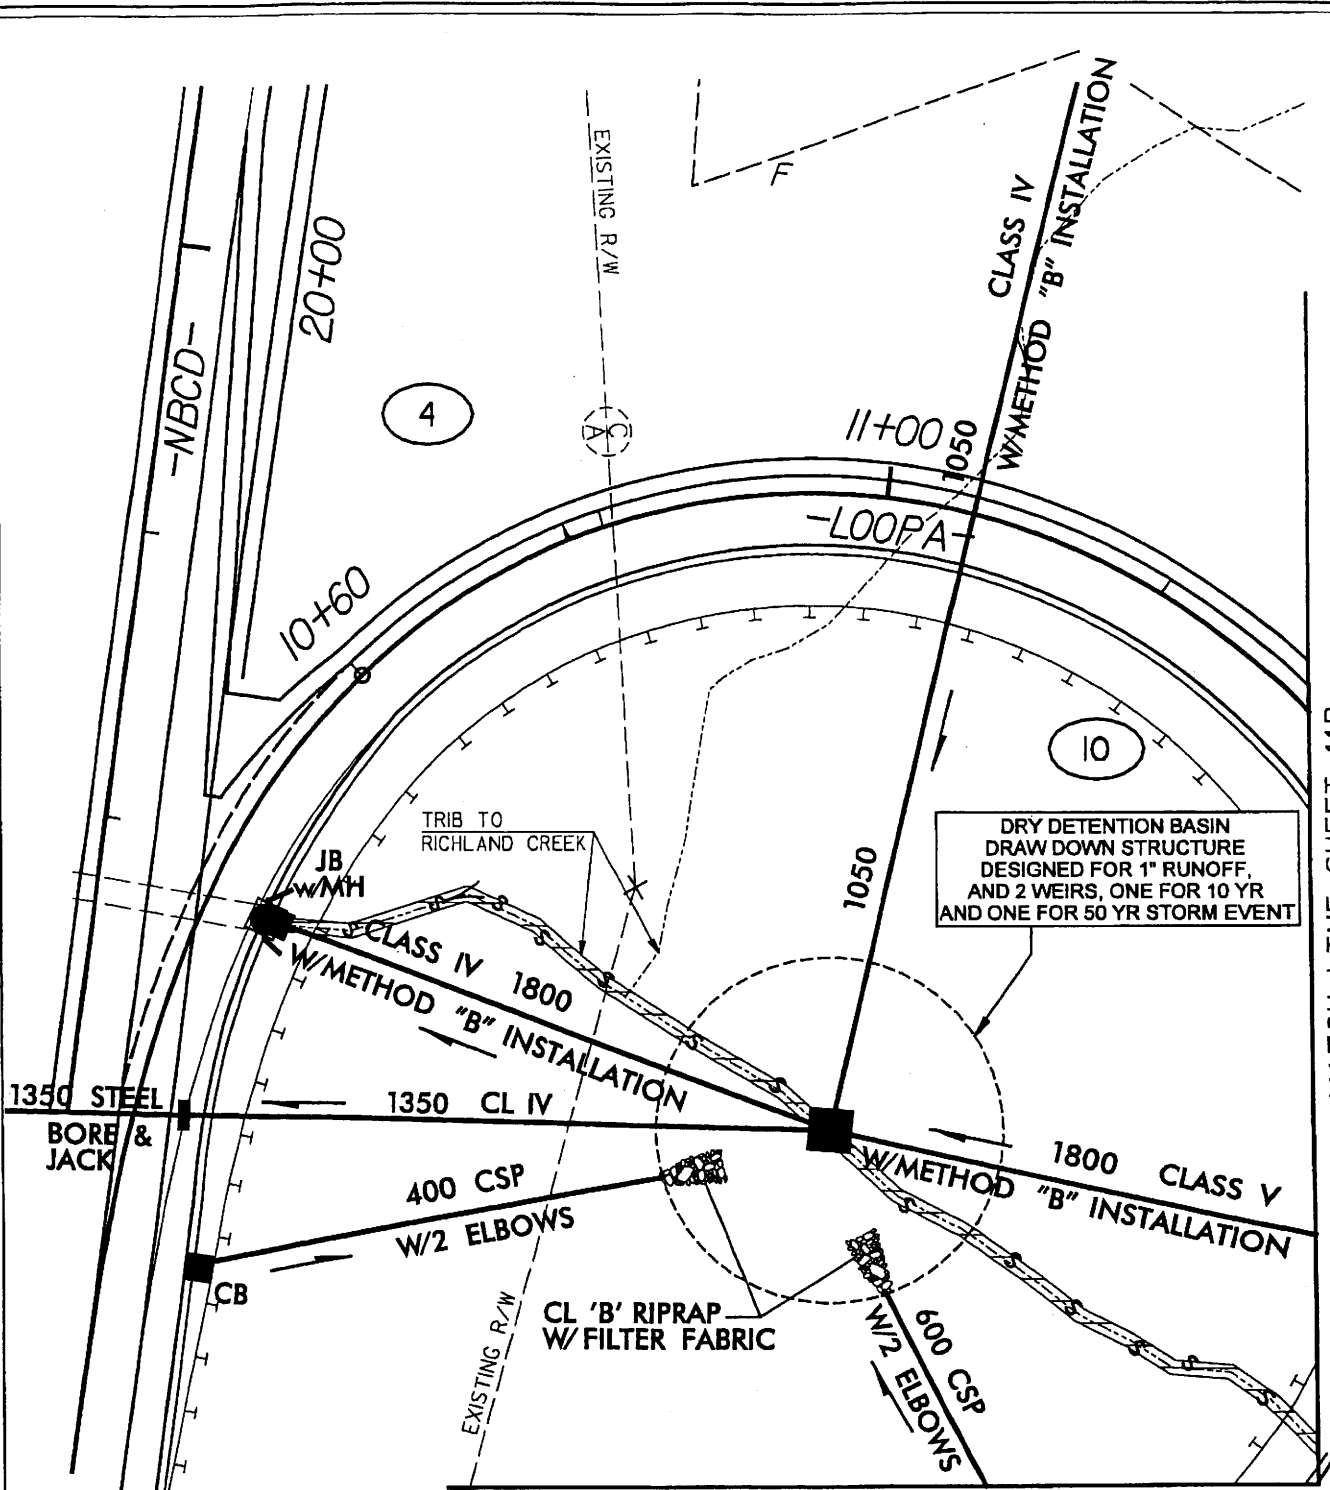 CLASS IV
W/METHOD "B" INSTALLATION
EXISTING R/W
F
20+00
-NBCD-
4
C
A
11+00
1050
-LOOPA-
10+60
10
TRIB TO
RICHLAND CREEK
DRY DETENTION BASIN
DRAW DOWN STRUCTURE
DESIGNED FOR 1" RUNOFF,
AND 2 WEIRS, ONE FOR 10 YR
AND ONE FOR 50 YR STORM EVENT
1050
JB
W/MH
S S S S S S S
CLASS IV 1800
W/METHOD "B" INSTALLATION
1350 STEEL
BORE &
JACK
1350 CL IV
1800 CLASS V
W/METHOD "B" INSTALLATION
400 CSP
W/2 ELBOWS
CB
CL 'B' RIPRAP
W/ FILTER FABRIC
600 CSP
W/2 ELBOWS
EXISTING R/W
S S S S S S